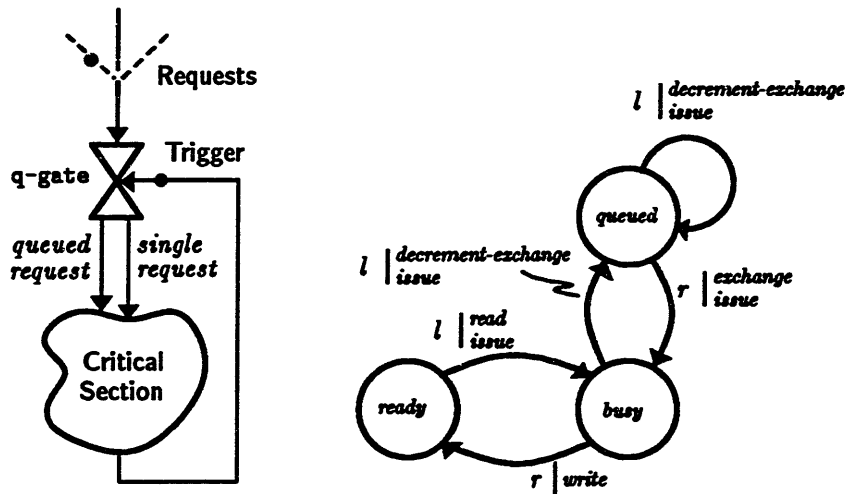 Requests
Trigger
q-gate
queued
request
single
request
Critical
Section
l | decrement-exchange
issue
queued
l | decrement-exchange
issue
r | exchange
issue
l | read
issue
ready
busy
r | write